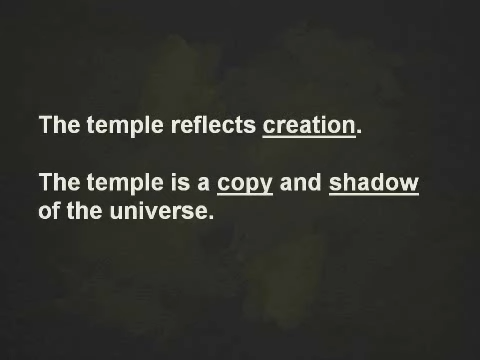 The temple reflects creation.
The temple is a copy and shadow
of the universe.